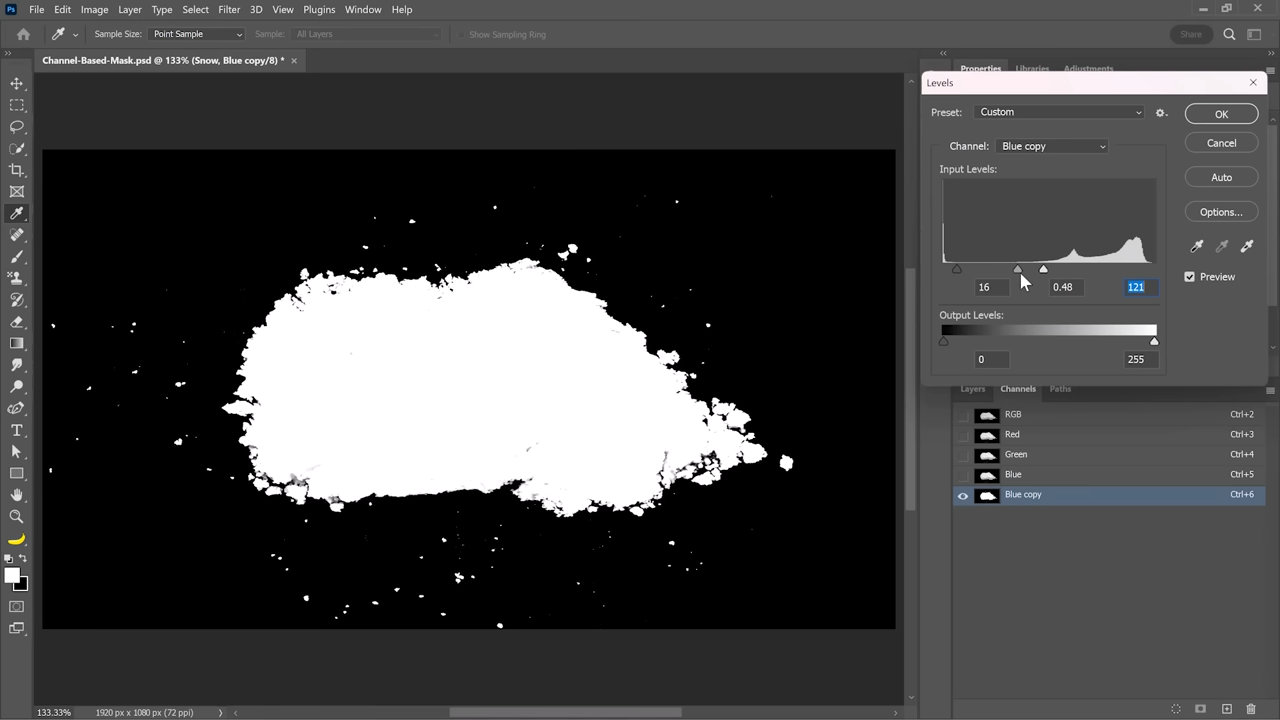 Ps File Edit Image Layer Type Select Filter 3D View Plugins Window Help
Sample Size: Point Sample Sample: All Layers Show Sampling Ring Share
Channel-Based-Mask.psd @ 133% (Snow, Blue copy/8) * ×
Properties Libraries Adjustments
Levels
Preset: Custom OK
Channel: Blue copy Cancel
Input Levels:
Auto
Options...
Preview
16 0.48 121
Output Levels:
0 255
Layers Channels Paths
RGB Ctrl+2
Red Ctrl+3
Green Ctrl+4
Blue Ctrl+5
Blue copy Ctrl+6
133.33% 1920 px x 1080 px (72 ppi)